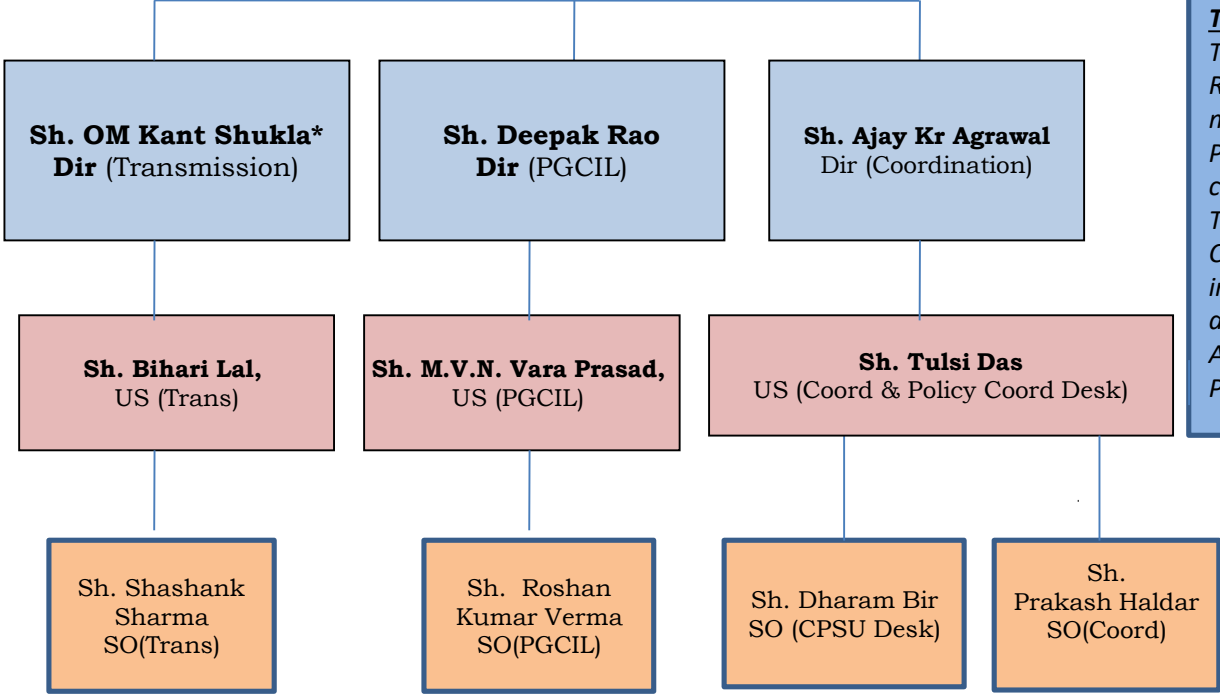 Sh. OM Kant Shukla*
Dir (Transmission)
Sh. Deepak Rao
Dir (PGCIL)
Sh. Ajay Kr Agrawal
Dir (Coordination)
Sh. Bihari Lal,
US (Trans)
Sh. M.V.N. Vara Prasad,
US (PGCIL)
Sh. Tulsi Das
US (Coord & Policy Coord Desk)
Sh. Shashank
Sharma
SO(Trans)
Sh. Roshan
Kumar Verma
SO(PGCIL)
Sh. Dharam Bir
SO (CPSU Desk)
Sh.
Prakash Haldar
SO(Coord)